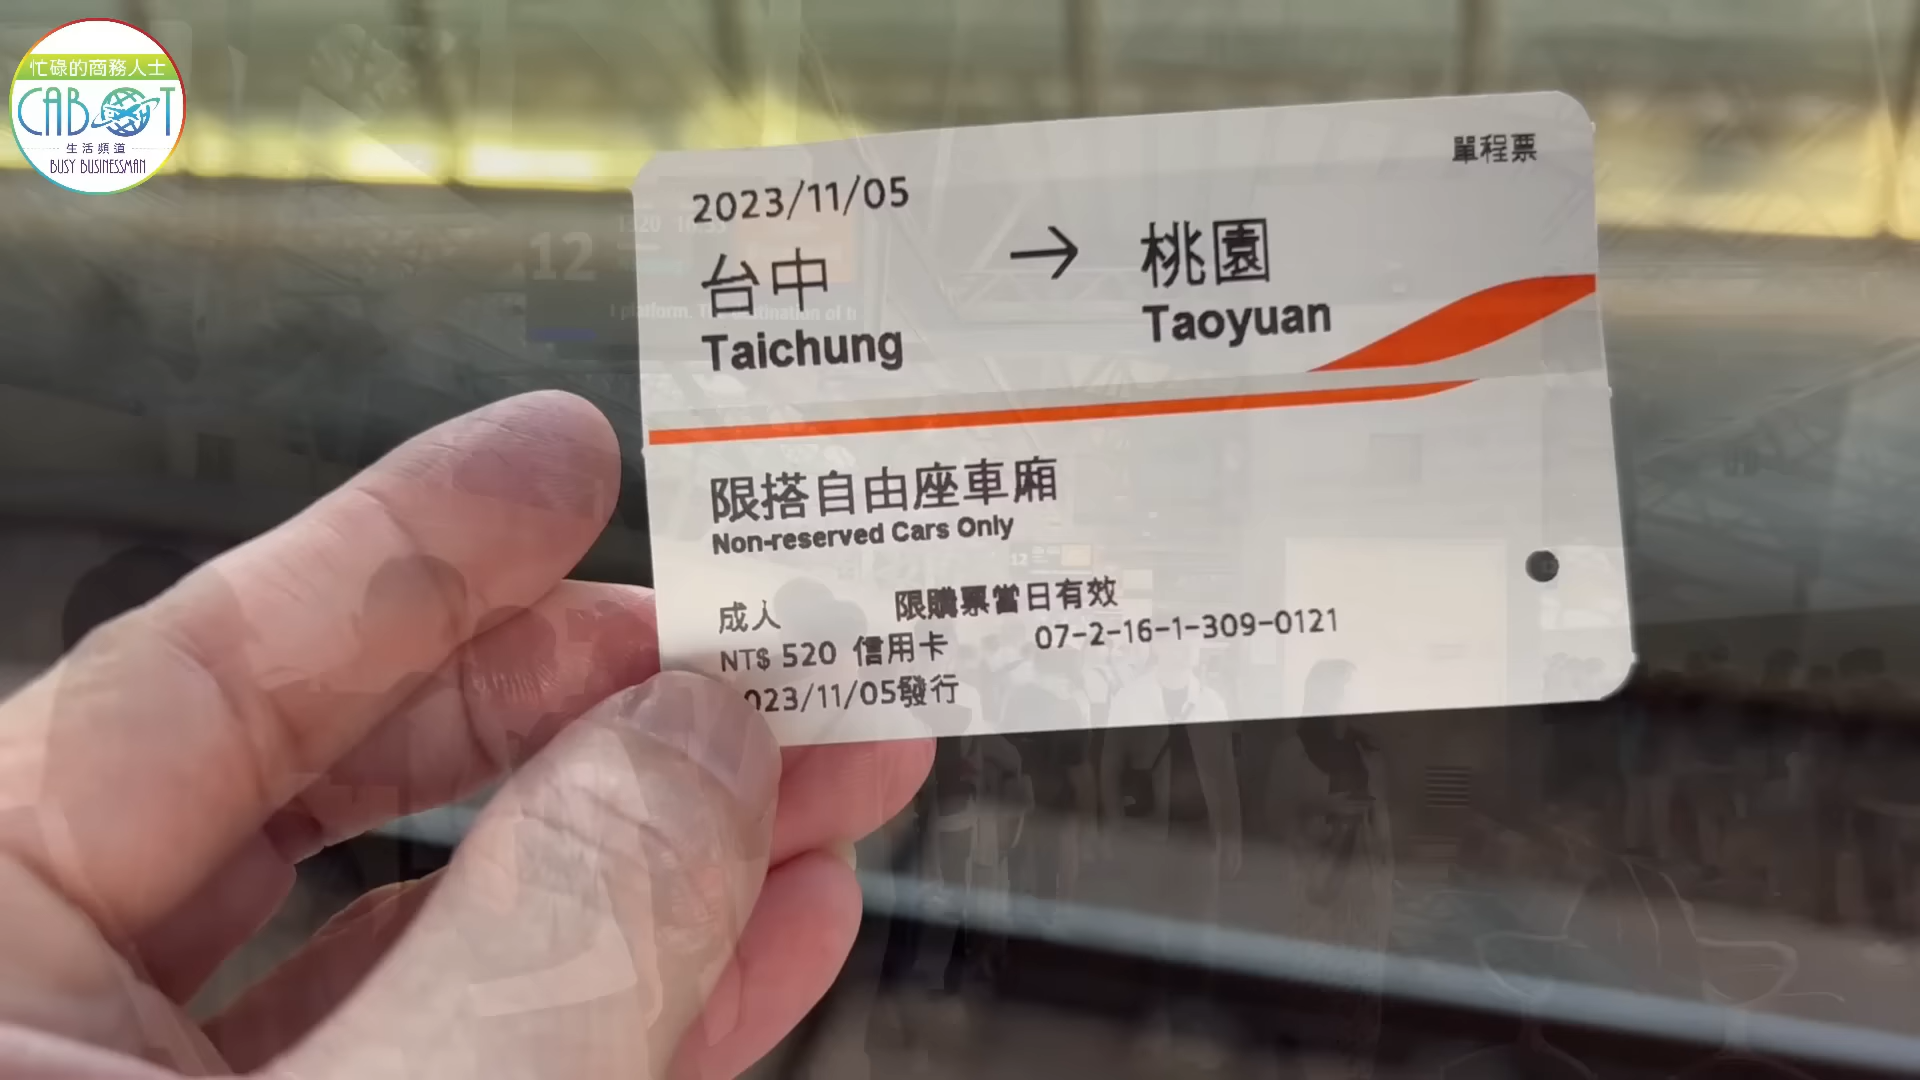 忙碌的商務人士
CABOT
生活頻道
BUSY BUSINESSMAN
單程票
2023/11/05
台中 → 桃園
Taichung Taoyuan
限搭自由座車廂
Non-reserved Cars Only
成人 限購票當日有效
NT$ 520 信用卡 07-2-16-1-309-0121
023/11/05發行
12